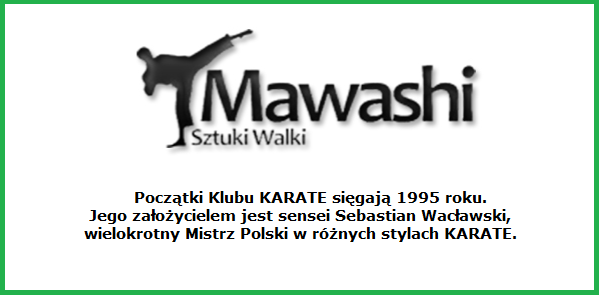 Mawashi
Sztuki Walki
Początki Klubu KARATE sięgają 1995 roku.
Jego założycielem jest sensei Sebastian Wacławski,
wielokrotny Mistrz Polski w różnych stylach KARATE.